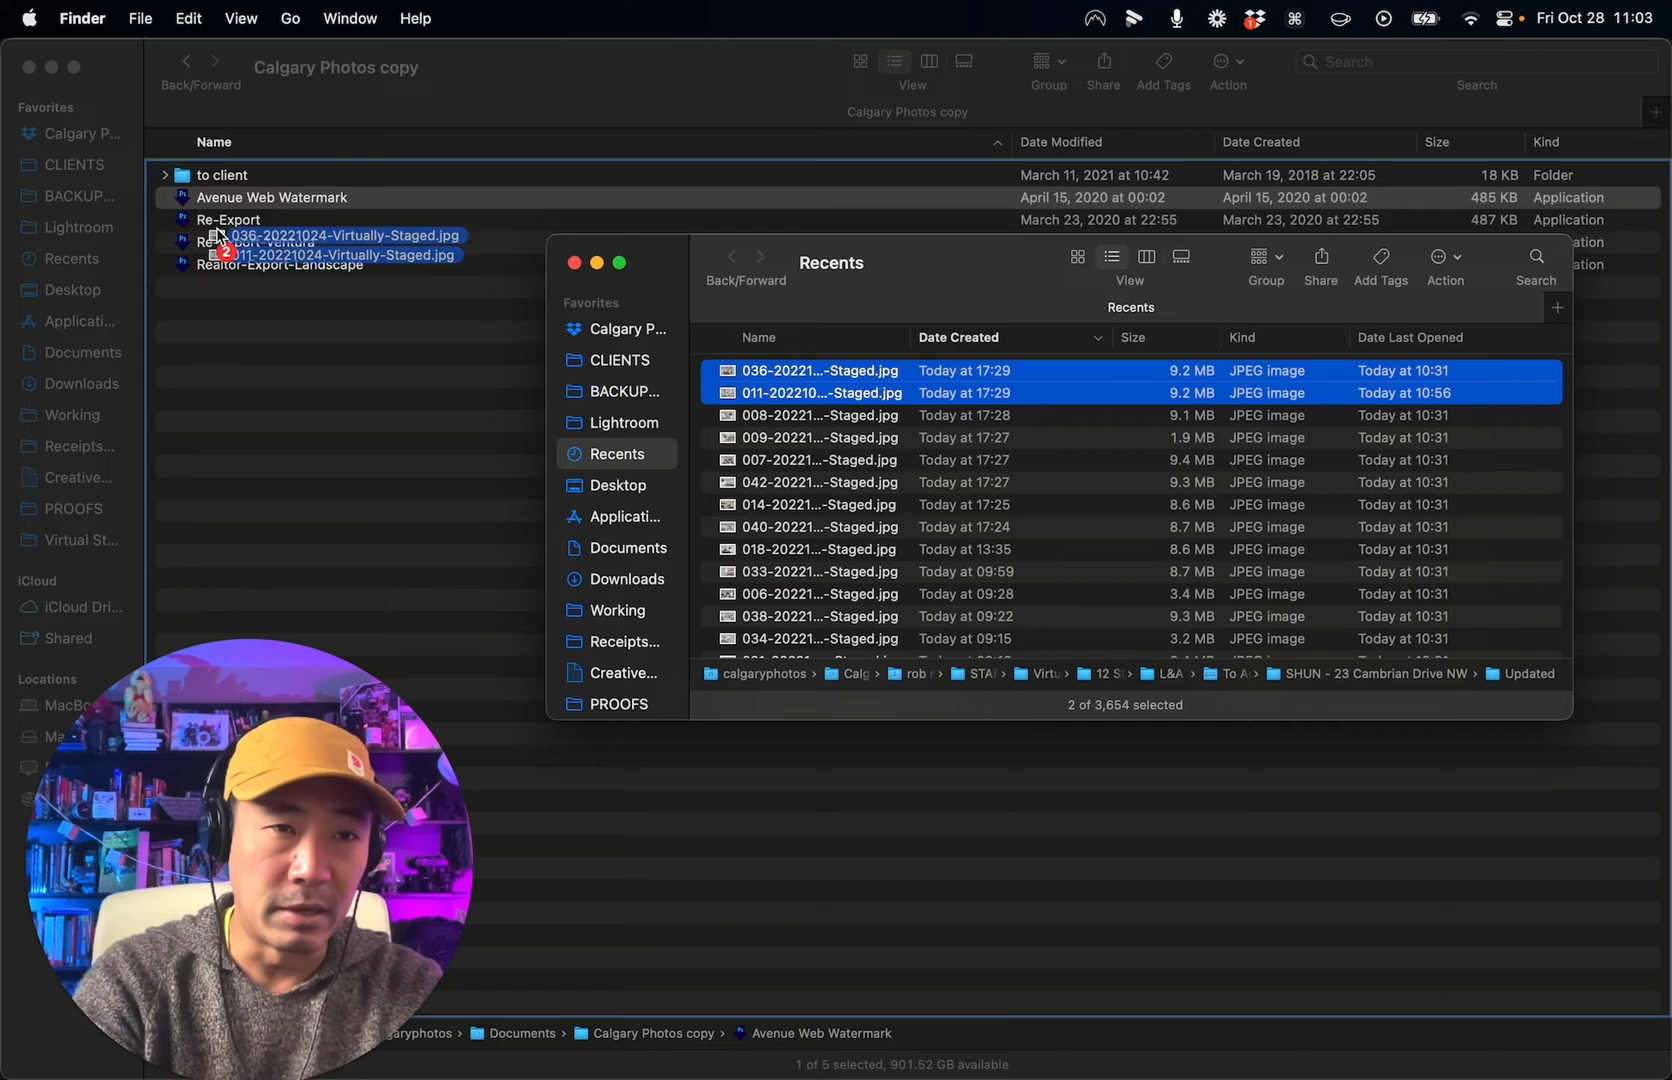 Finder File Edit View Go Window Help Fri Oct 28 11:03
Calgary Photos copy
Back/Forward View Group Share Add Tags Action Search
Search
Calgary Photos copy
Favorites
Calgary P...
CLIENTS
BACKUP...
Lightroom
Recents
Desktop
Applicati...
Documents
Downloads
Working
Receipts...
Creative...
PROOFS
Virtual St...
iCloud
iCloud Dri...
Shared
Locations
Name Date Modified Date Created Size Kind
to client March 11, 2021 at 10:42 March 19, 2018 at 22:05 18 KB Folder
Avenue Web Watermark April 15, 2020 at 00:02 April 15, 2020 at 00:02 485 KB Application
Re-Export March 23, 2020 at 22:55 March 23, 2020 at 22:55 487 KB Application
036-20221024-Virtually-Staged.jpg
2
011-20221024-Virtually-Staged.jpg
Realtor-Export-Landscape
Recents
Back/Forward View Group Share Add Tags Action Search
Recents
Favorites
Calgary P...
CLIENTS
BACKUP...
Lightroom
Recents
Desktop
Applicati...
Documents
Downloads
Working
Receipts...
Creative...
PROOFS
Name Date Created Size Kind Date Last Opened
036-20221...-Staged.jpg Today at 17:29 9.2 MB JPEG image Today at 10:31
011-202210...-Staged.jpg Today at 17:29 9.2 MB JPEG image Today at 10:56
008-20221...-Staged.jpg Today at 17:28 9.1 MB JPEG image Today at 10:31
009-20221...-Staged.jpg Today at 17:27 1.9 MB JPEG image Today at 10:31
007-20221...-Staged.jpg Today at 17:27 9.4 MB JPEG image Today at 10:31
042-20221...-Staged.jpg Today at 17:27 9.3 MB JPEG image Today at 10:31
014-20221...-Staged.jpg Today at 17:25 8.6 MB JPEG image Today at 10:31
040-20221...-Staged.jpg Today at 17:24 8.7 MB JPEG image Today at 10:31
018-20221...-Staged.jpg Today at 13:35 8.6 MB JPEG image Today at 10:31
033-20221...-Staged.jpg Today at 09:59 8.7 MB JPEG image Today at 10:31
006-20221...-Staged.jpg Today at 09:28 3.4 MB JPEG image Today at 10:31
038-20221...-Staged.jpg Today at 09:22 9.3 MB JPEG image Today at 10:31
034-20221...-Staged.jpg Today at 09:15 3.2 MB JPEG image Today at 10:31
calgaryphotos › Calg › rob › STA › Virtu › 12 S › L&A › To A › SHUN - 23 Cambrian Drive NW › Updated
2 of 3,654 selected
Documents › Calgary Photos copy › Avenue Web Watermark
1 of 5 selected, 901.52 GB available